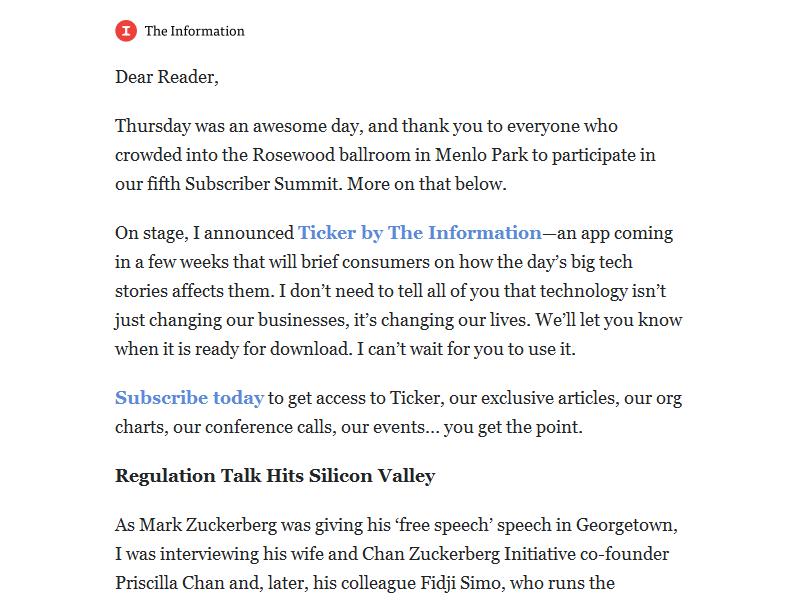 The Information
Dear Reader,
Thursday was an awesome day, and thank you to everyone who
crowded into the Rosewood ballroom in Menlo Park to participate in
our fifth Subscriber Summit. More on that below.
On stage, I announced Ticker by The Information—an app coming
in a few weeks that will brief consumers on how the day’s big tech
stories affects them. I don’t need to tell all of you that technology isn’t
just changing our businesses, it’s changing our lives. We’ll let you know
when it is ready for download. I can’t wait for you to use it.
Subscribe today to get access to Ticker, our exclusive articles, our org
charts, our conference calls, our events... you get the point.
Regulation Talk Hits Silicon Valley
As Mark Zuckerberg was giving his ‘free speech’ speech in Georgetown,
I was interviewing his wife and Chan Zuckerberg Initiative co-founder
Priscilla Chan and, later, his colleague Fidji Simo, who runs the